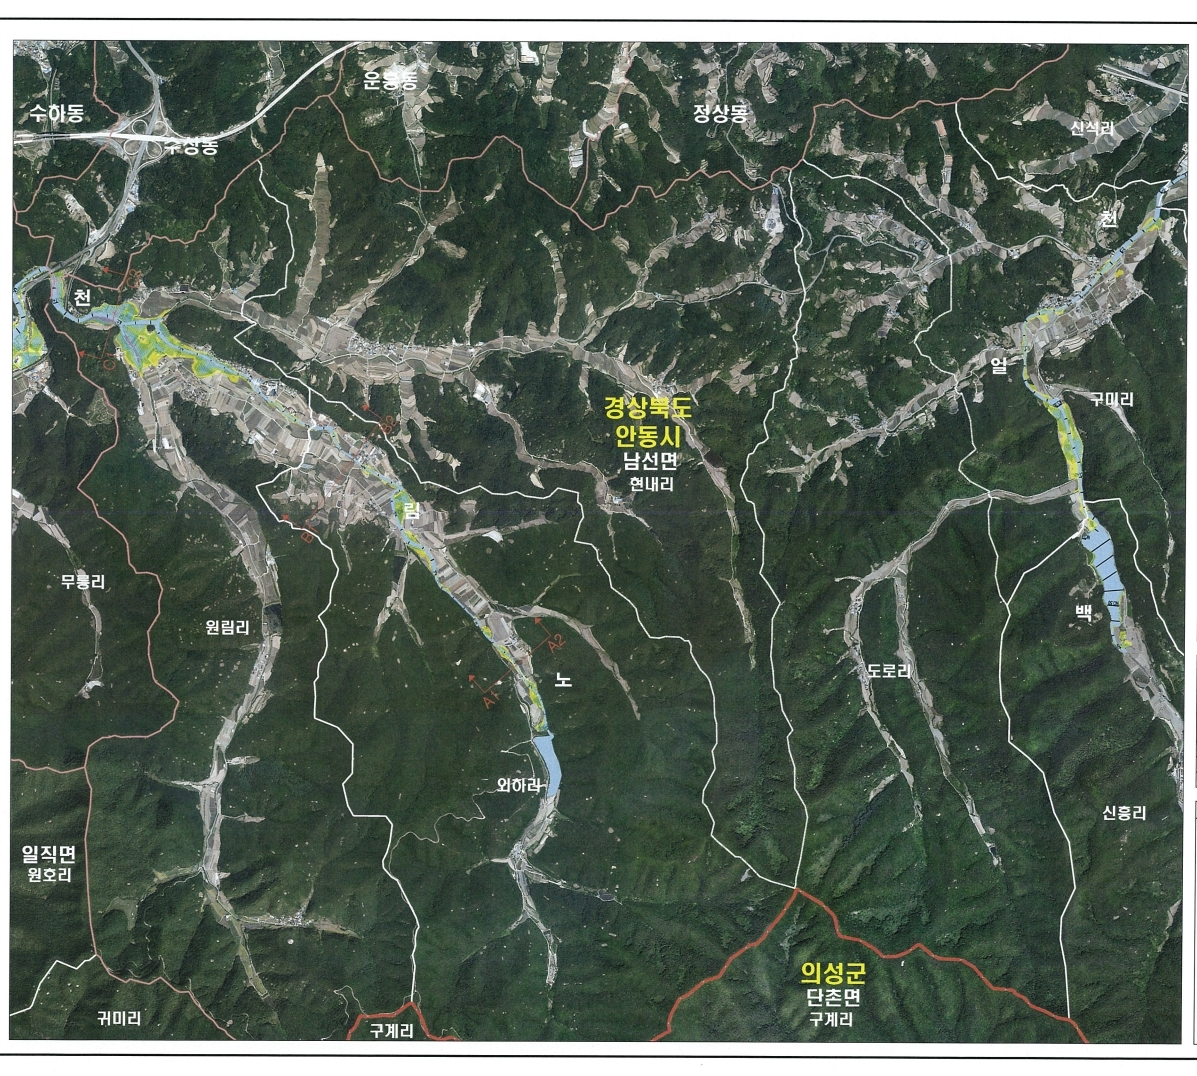 운흥동
수하동
정상동
수상동
신석리
천
천
얼
구미리
경상북도
안동시
남선면
현내리
림
무릉리
백
원림리
A2
도로리
노
A1
외하리
신흥리
일직면
원호리
의성군
단촌면
구계리
귀미리
구계리